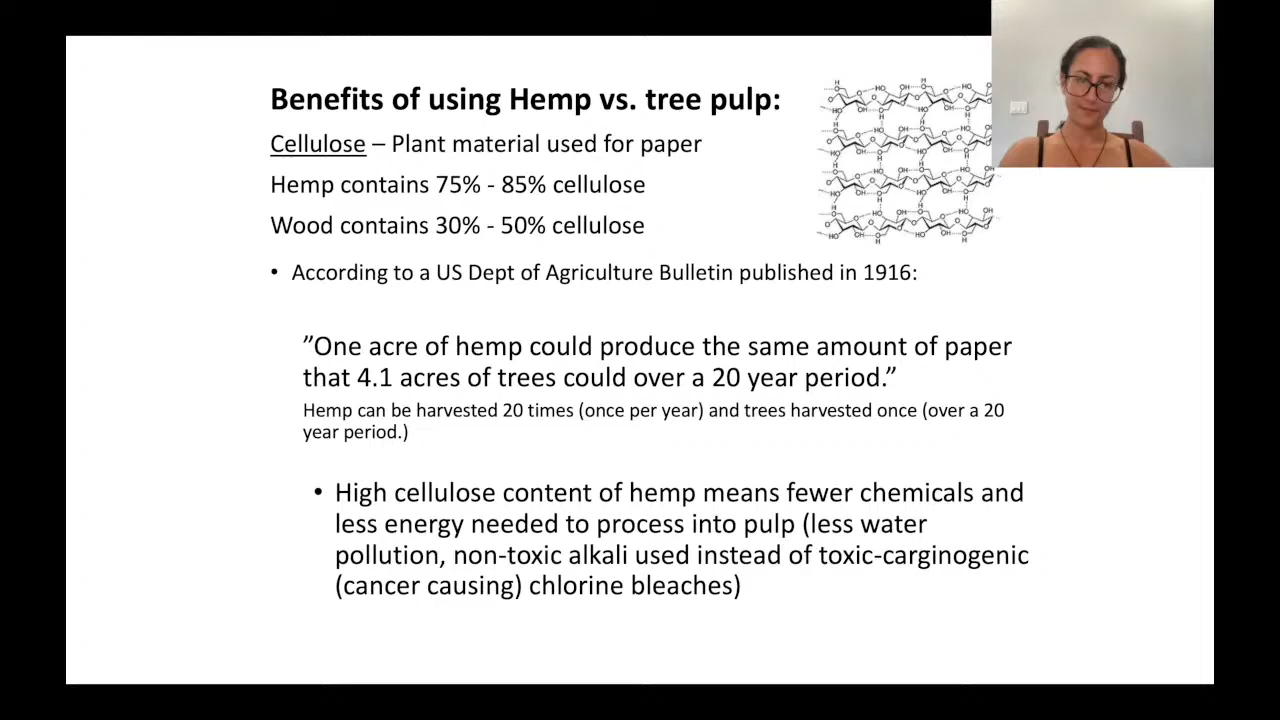 Benefits of using Hemp vs. tree pulp:
Cellulose – Plant material used for paper
Hemp contains 75% - 85% cellulose
Wood contains 30% - 50% cellulose
• According to a US Dept of Agriculture Bulletin published in 1916:
”One acre of hemp could produce the same amount of paper
that 4.1 acres of trees could over a 20 year period.”
Hemp can be harvested 20 times (once per year) and trees harvested once (over a 20
year period.)
• High cellulose content of hemp means fewer chemicals and
less energy needed to process into pulp (less water
pollution, non-toxic alkali used instead of toxic-carginogenic
(cancer causing) chlorine bleaches)